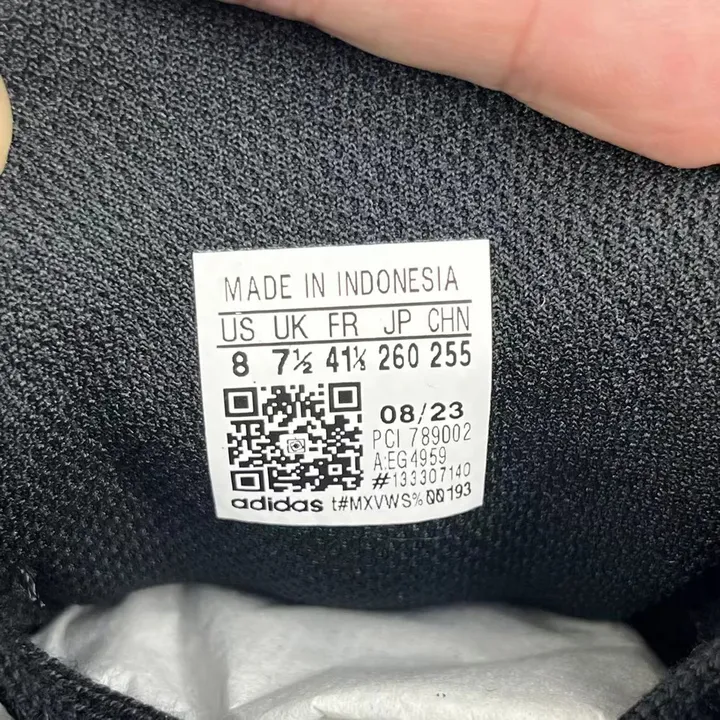 MADE IN INDONESIA
US UK FR JP CHN
8 7½ 41⅓ 260 255
08/23
PCI 789002
A:EG4959
#133307140
adidas t#MXVWS%00193